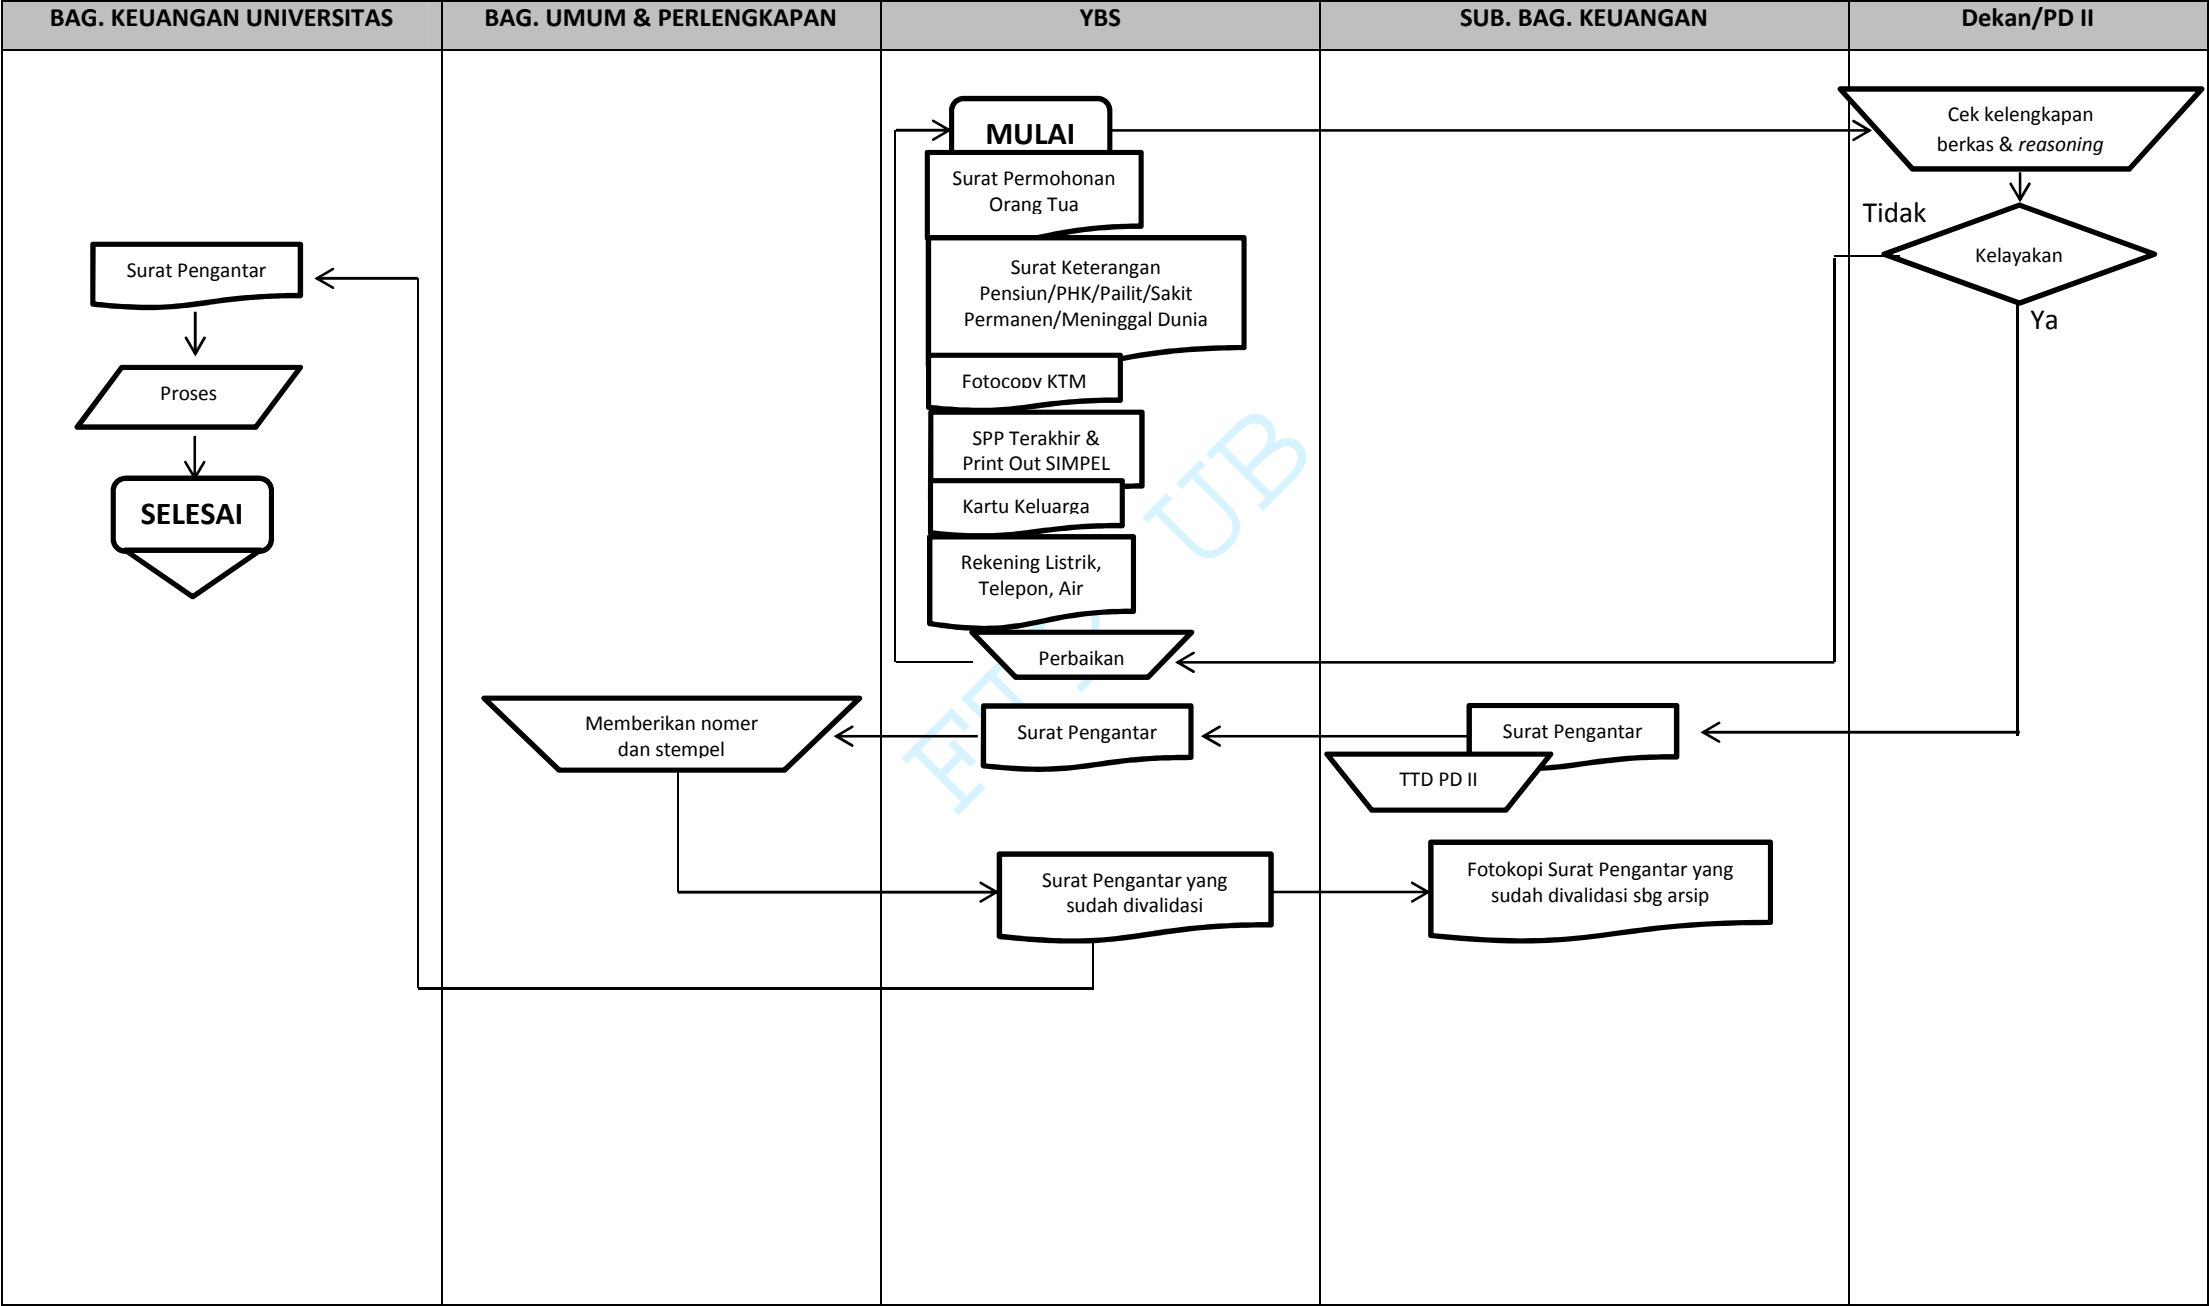 BAG. KEUANGAN UNIVERSITAS
BAG. UMUM & PERLENGKAPAN
YBS
SUB. BAG. KEUANGAN
Dekan/PD II
MULAI
Surat Permohonan
Orang Tua
Surat Keterangan
Pensiun/PHK/Pailit/Sakit
Permanen/Meninggal Dunia
Fotocopy KTM
SPP Terakhir &
Print Out SIMPEL
Kartu Keluarga
Rekening Listrik,
Telepon, Air
Perbaikan
Cek kelengkapan
berkas & reasoning
Tidak
Kelayakan
Ya
Surat Pengantar
TTD PD II
Surat Pengantar
Memberikan nomer
dan stempel
Surat Pengantar yang
sudah divalidasi
Fotokopi Surat Pengantar yang
sudah divalidasi sbg arsip
Surat Pengantar
Proses
SELESAI
UB